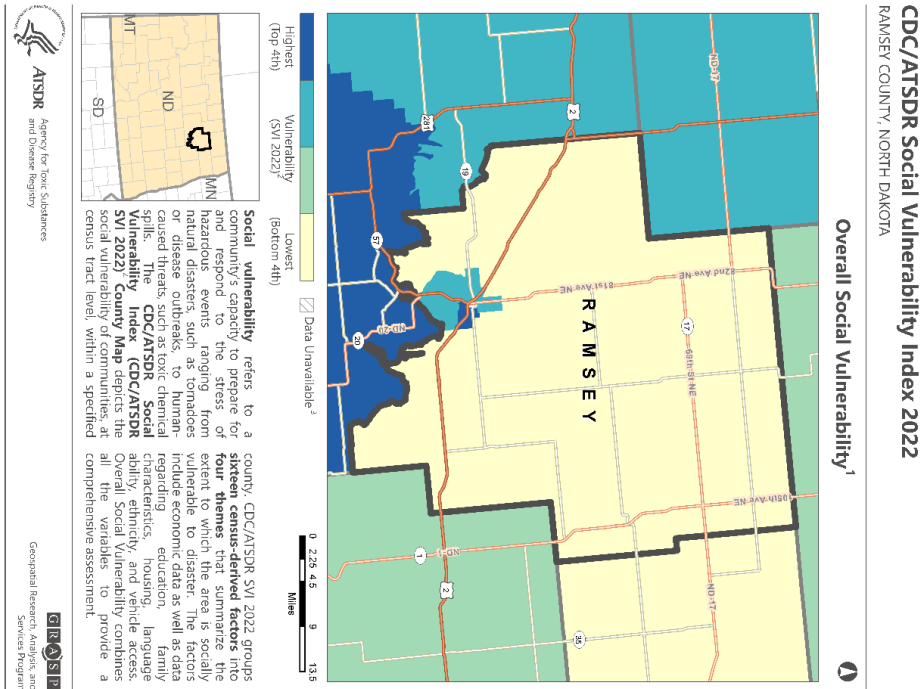 CDC/ATSDR Social Vulnerability Index 2022
RAMSEY COUNTY, NORTH DAKOTA
Overall Social Vulnerability1
ND-17
2
281
19
82nd Ave NE
81st Ave NE
17
69th St NE
RAMSEY
57
ND-20
20
105th Ave NE
ND-1
1
2
ND-17
35
Highest
(Top 4th)
Vulnerability
(SVI 2022)2
Lowest
(Bottom 4th)
Data Unavailable3
0 2.25 4.5 9 13.5
Miles
MT
ND
SD
MN
Social vulnerability refers to a
community's capacity to prepare for
and respond to the stress of
hazardous events ranging from
natural disasters, such as tornadoes
or disease outbreaks, to human-
caused threats, such as toxic chemical
spills. The CDC/ATSDR Social
Vulnerability Index (CDC/ATSDR
SVI 2022)4 County Map depicts the
social vulnerability of communities, at
census tract level, within a specified
county. CDC/ATSDR SVI 2022 groups
sixteen census-derived factors into
four themes that summarize the
extent to which the area is socially
vulnerable to disaster. The factors
include economic data as well as data
regarding education, family
characteristics, housing, language
ability, ethnicity, and vehicle access.
Overall Social Vulnerability combines
all the variables to provide a
comprehensive assessment.
ATSDR
Agency for Toxic Substances
and Disease Registry
GRASP
Geospatial Research, Analysis, and
Services Program